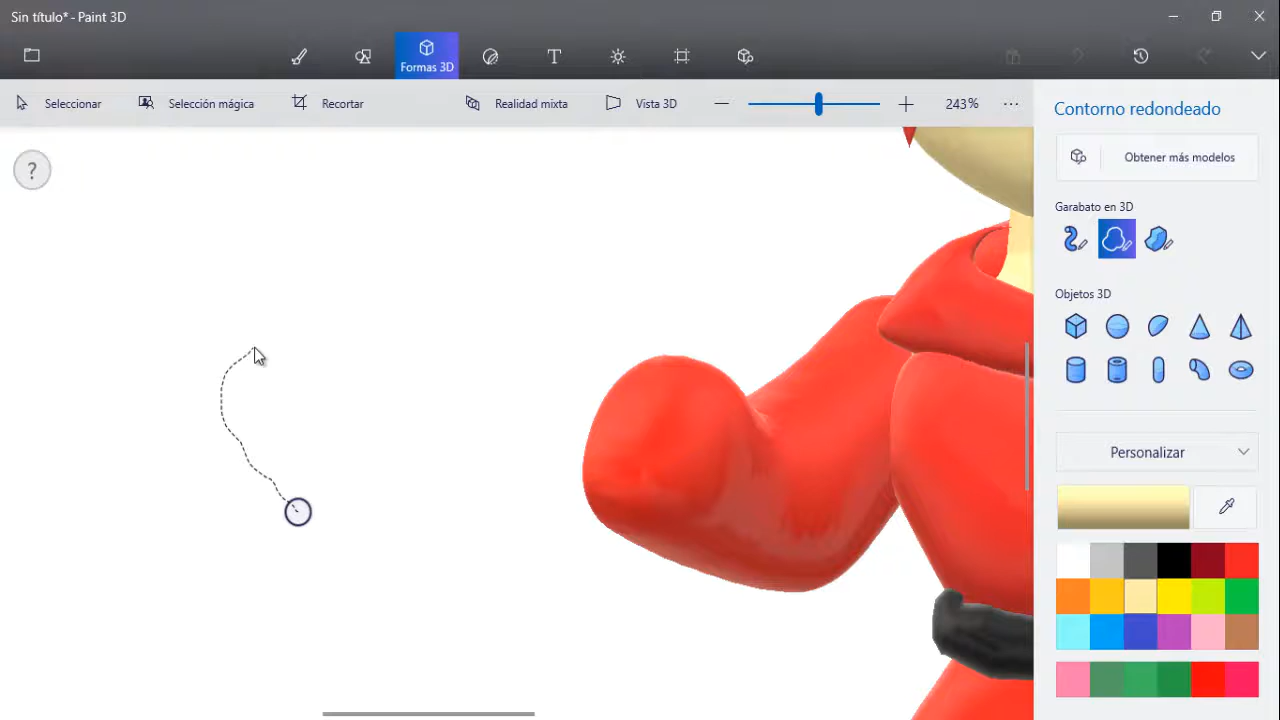 Sin título* - Paint 3D
Formas 3D
Seleccionar
Selección mágica
Recortar
Realidad mixta
Vista 3D
243%
Contorno redondeado
?
Obtener más modelos
Garabato en 3D
Objetos 3D
Personalizar